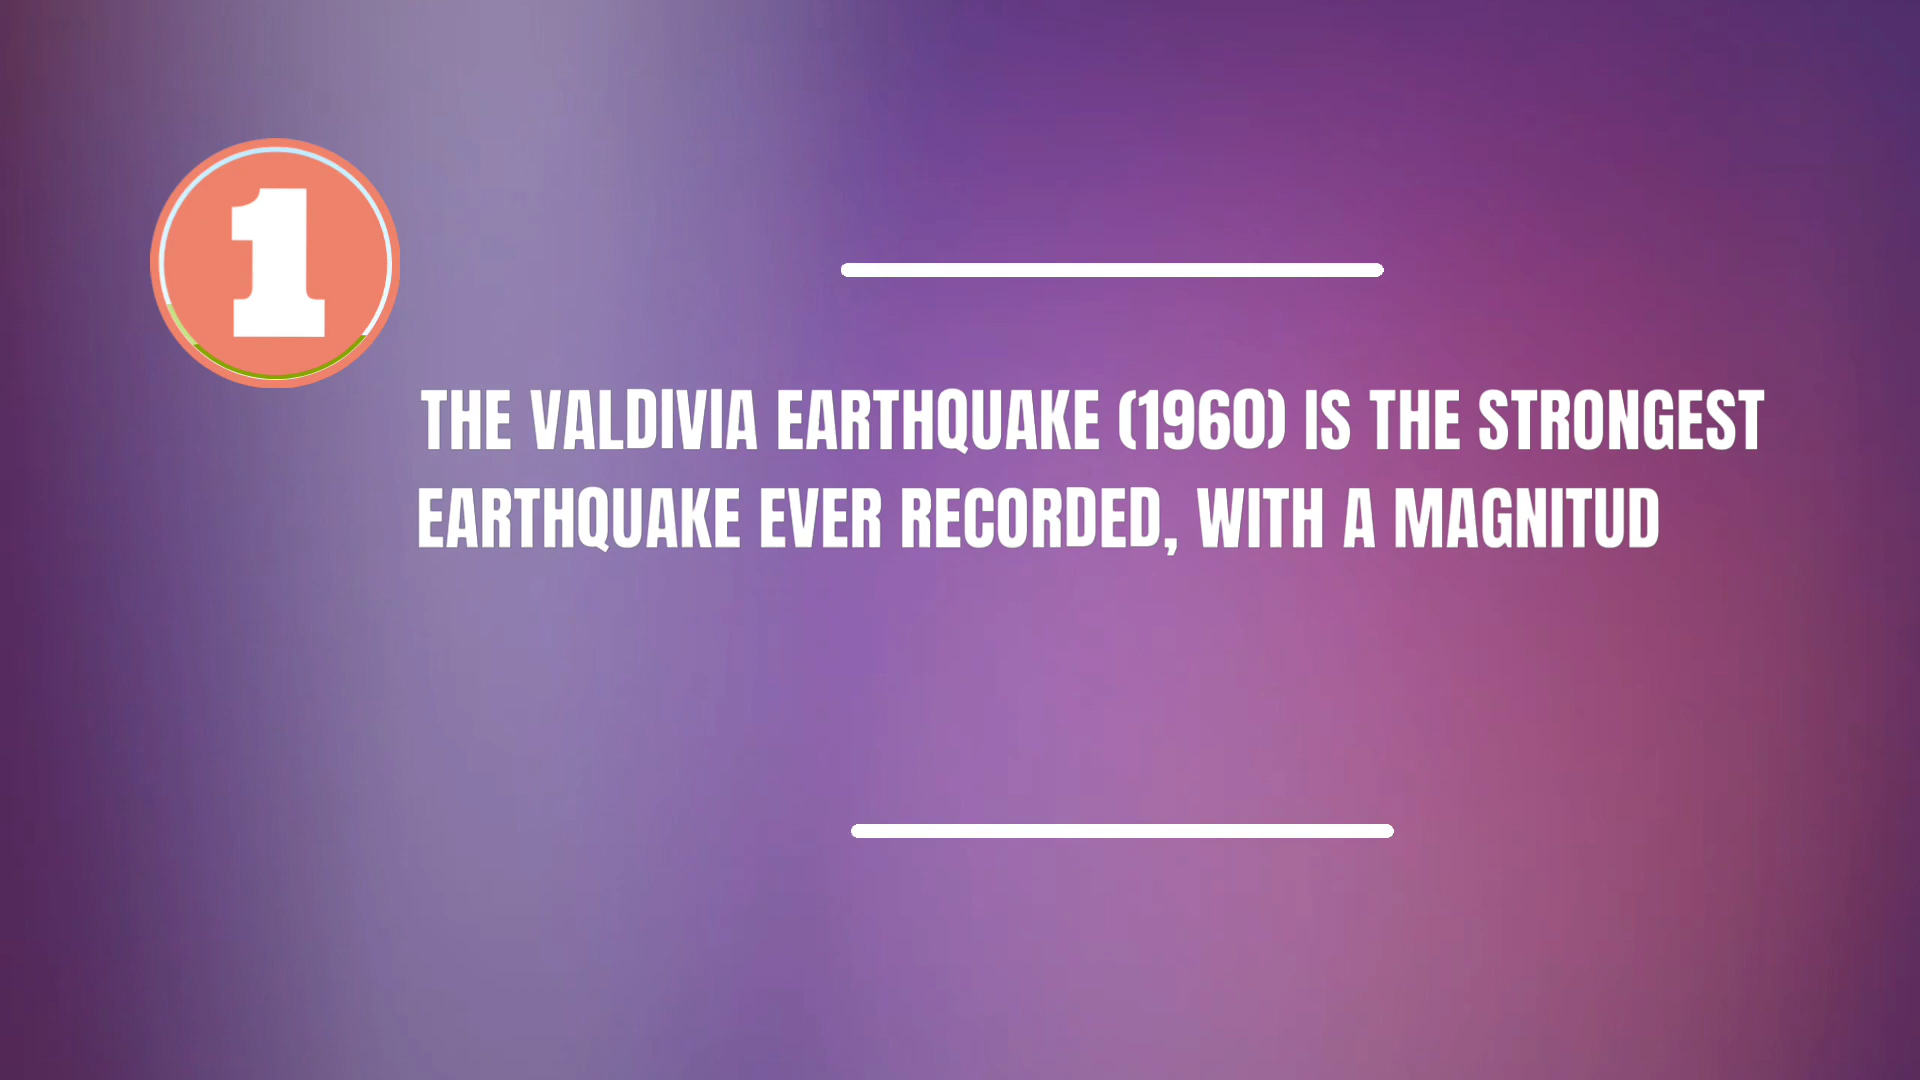 1
THE VALDIVIA EARTHQUAKE (1960) IS THE STRONGEST
EARTHQUAKE EVER RECORDED, WITH A MAGNITUD